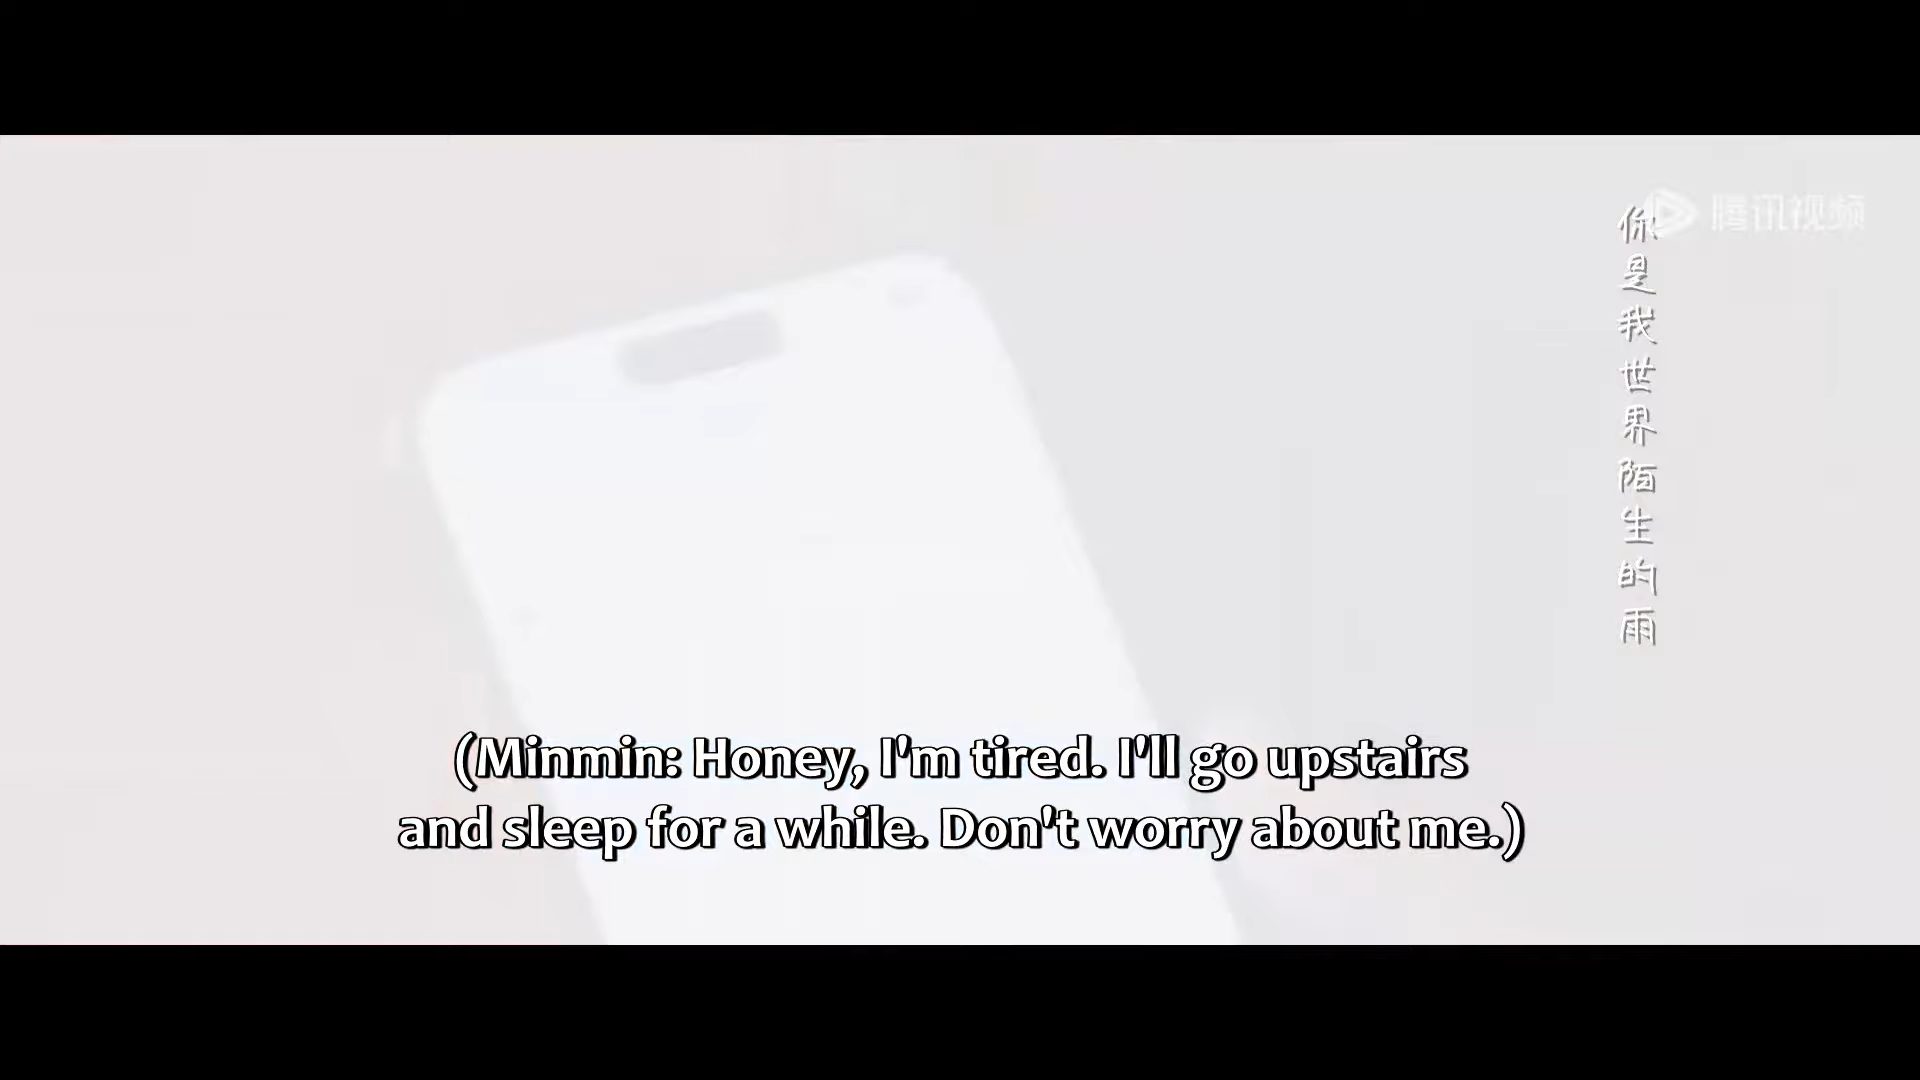 腾讯视频
你是我世界陌生的雨
(Minmin: Honey, I'm tired. I'll go upstairs
and sleep for a while. Don't worry about me.)